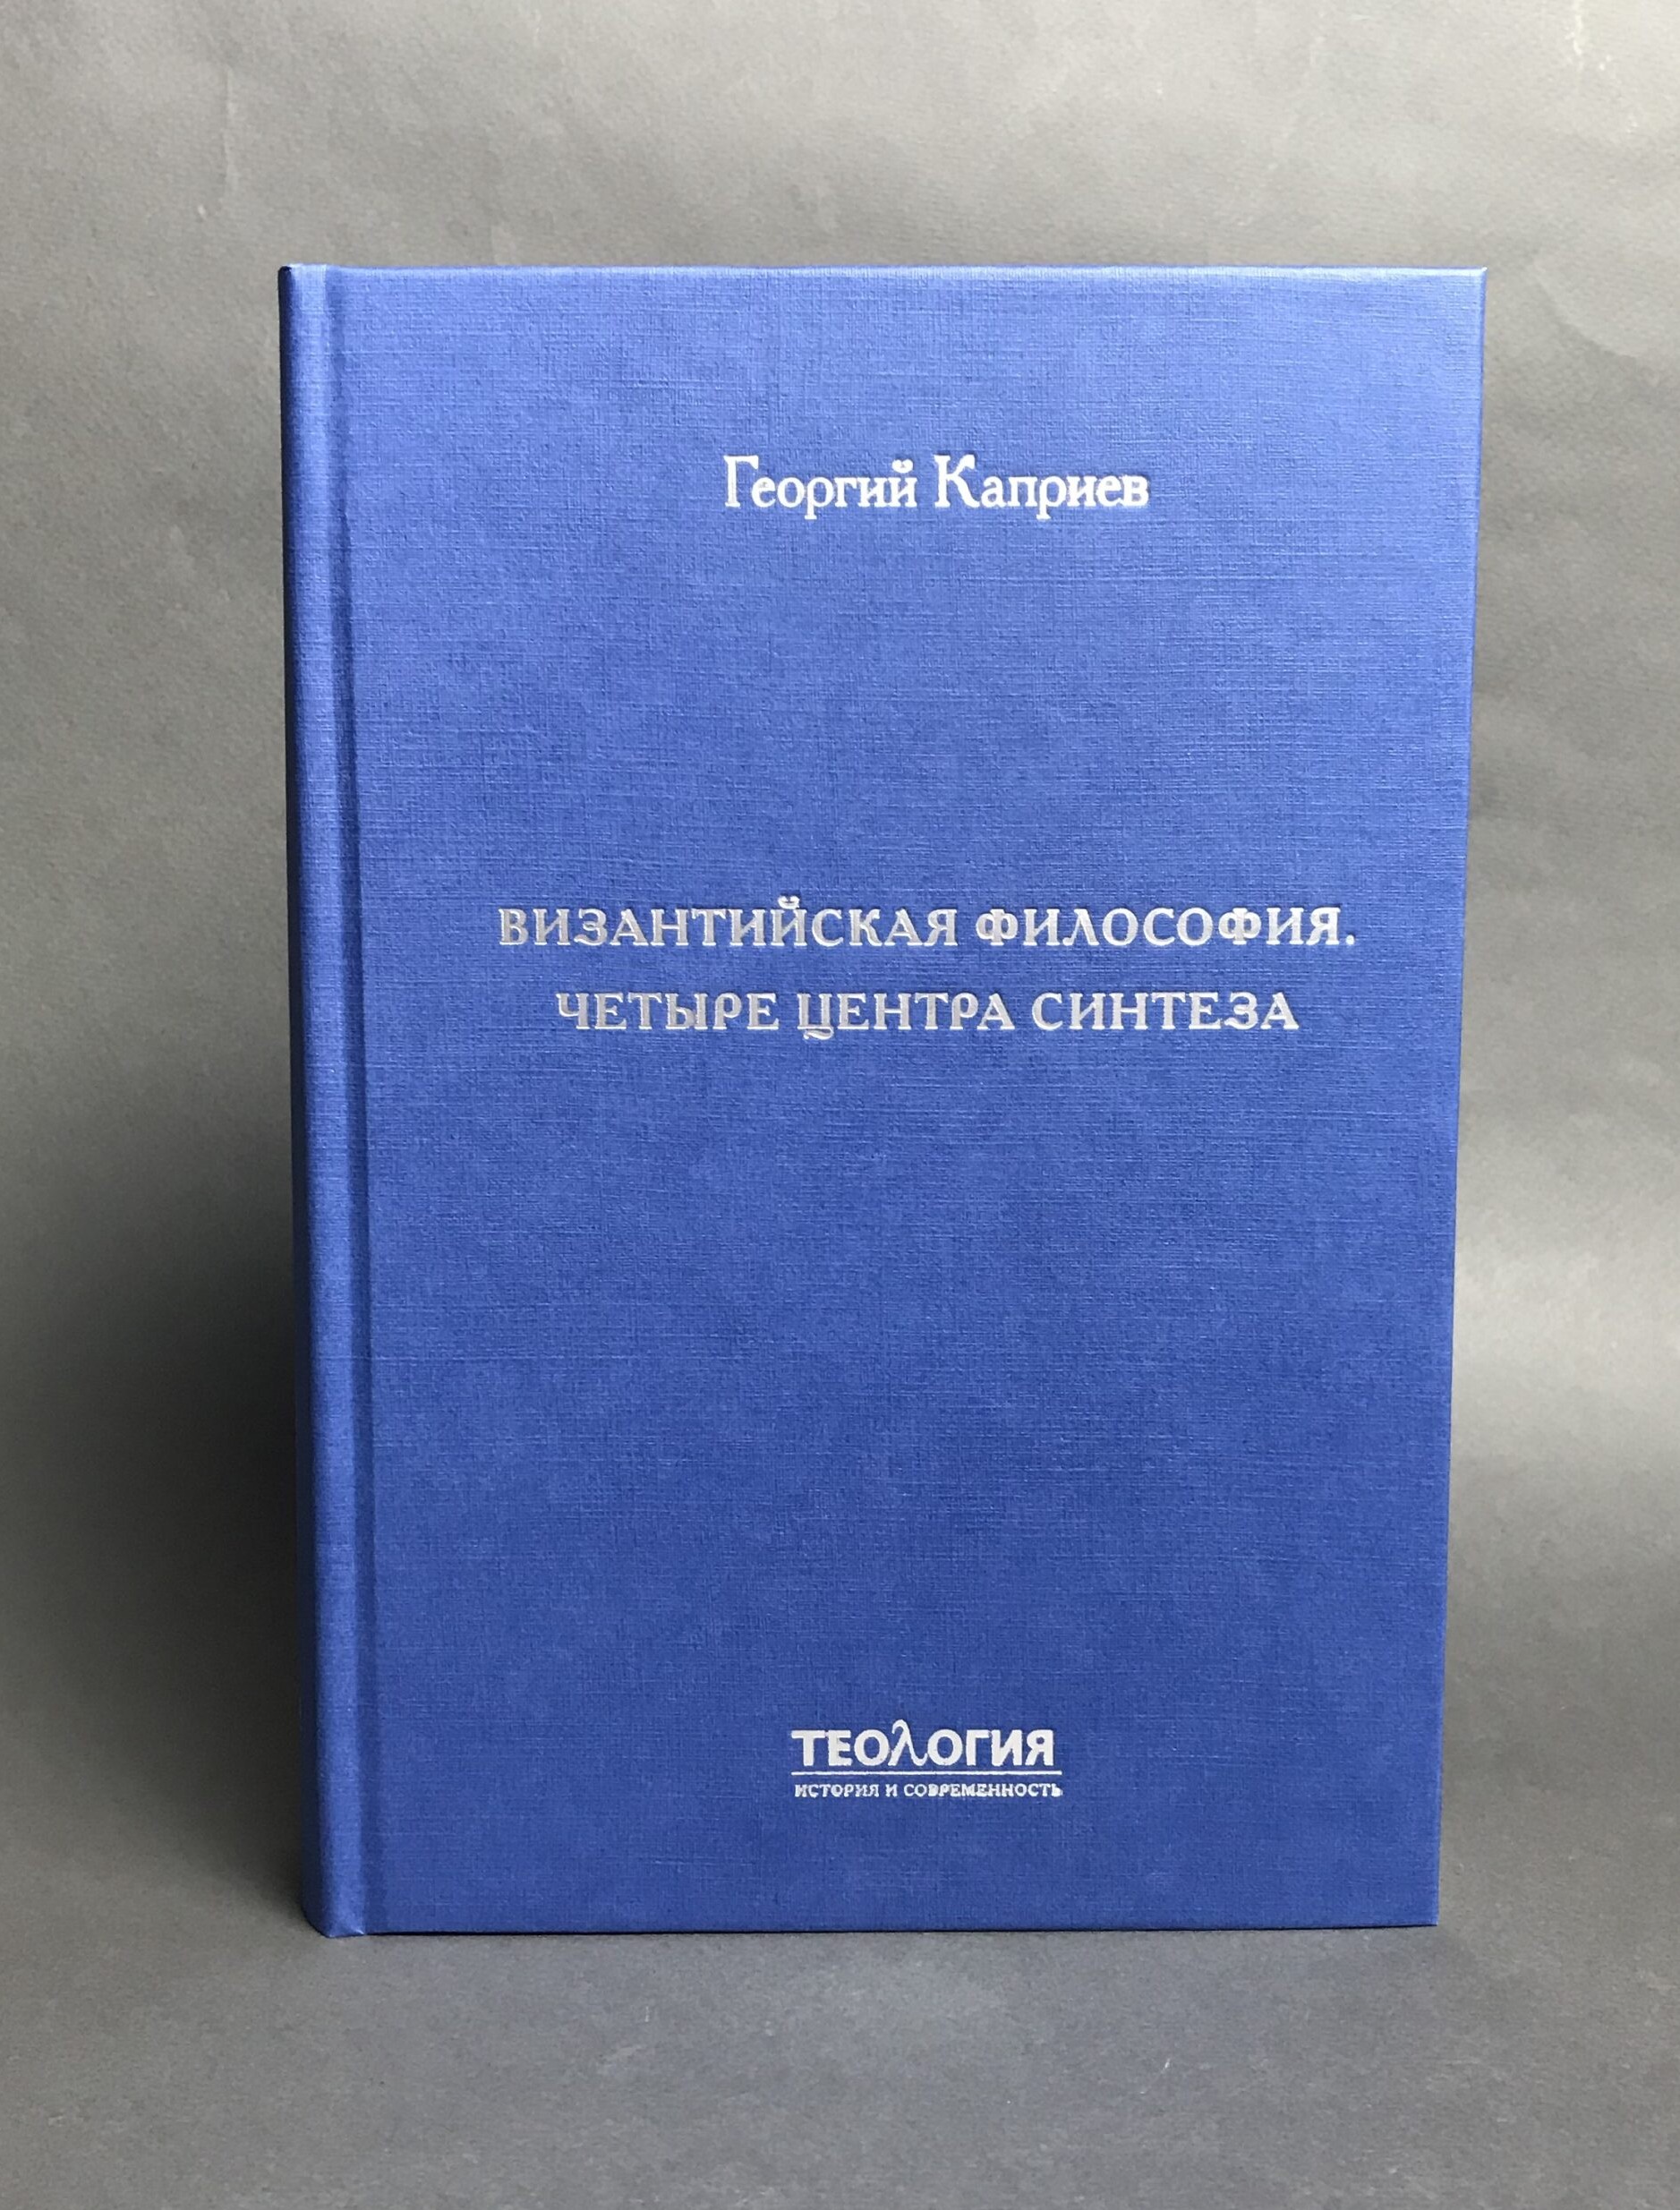 Георгий Каприев
ВИЗАНТИЙСКАЯ ФИЛОСОФИЯ.
ЧЕТЫРЕ ЦЕНТРА СИНТЕЗА
ТЕОЛОГИЯ
ИСТОРИЯ И СОВРЕМЕННОСТЬ